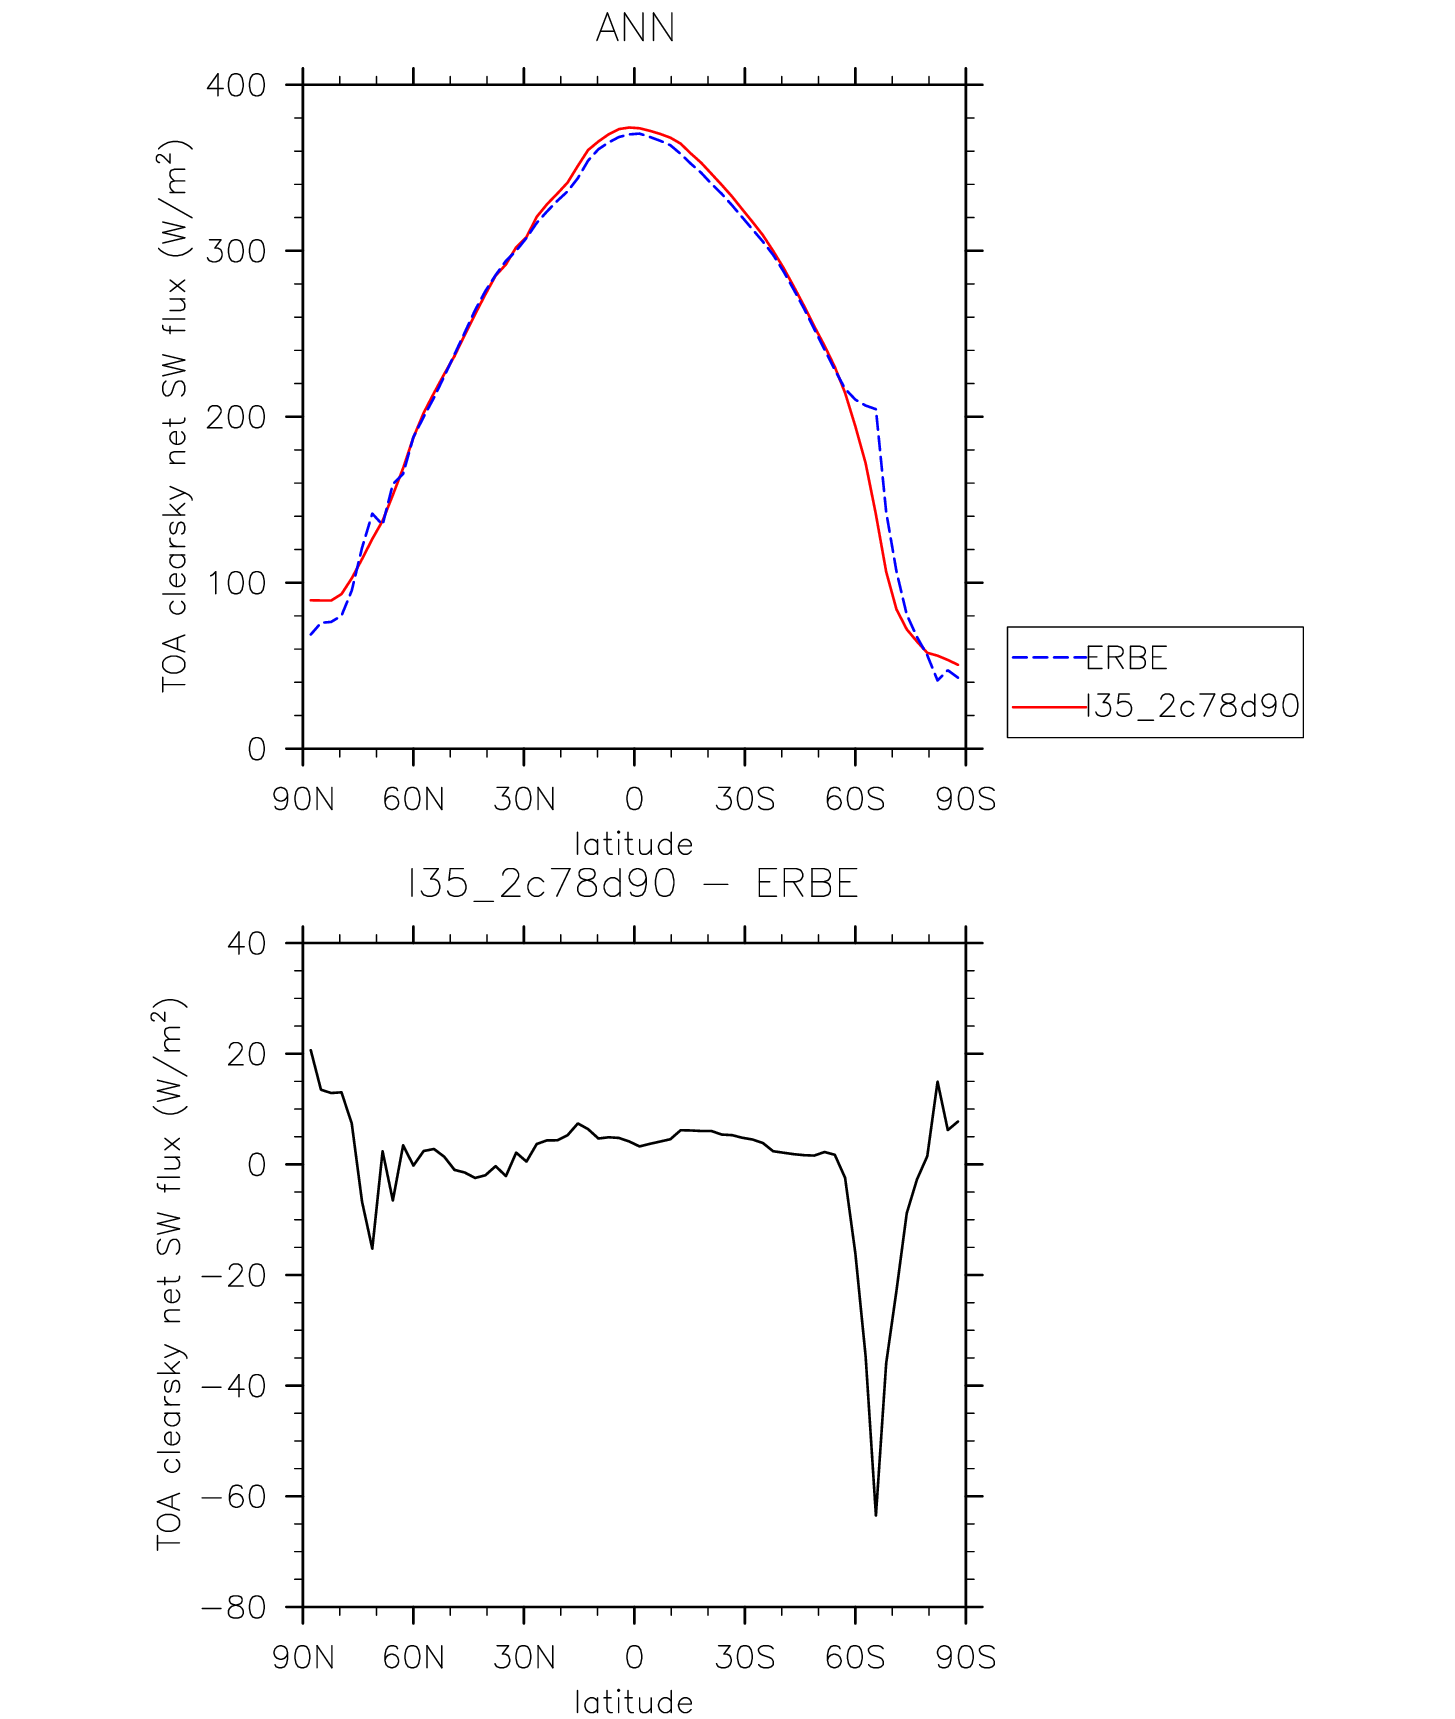 ANN
400
300
200
100
0
TOA clearsky net SW flux (W/m²)
90N 60N 30N 0 30S 60S 90S
latitude
ERBE
I35_2c78d90
I35_2c78d90 − ERBE
40
20
0
−20
−40
−60
−80
TOA clearsky net SW flux (W/m²)
90N 60N 30N 0 30S 60S 90S
latitude